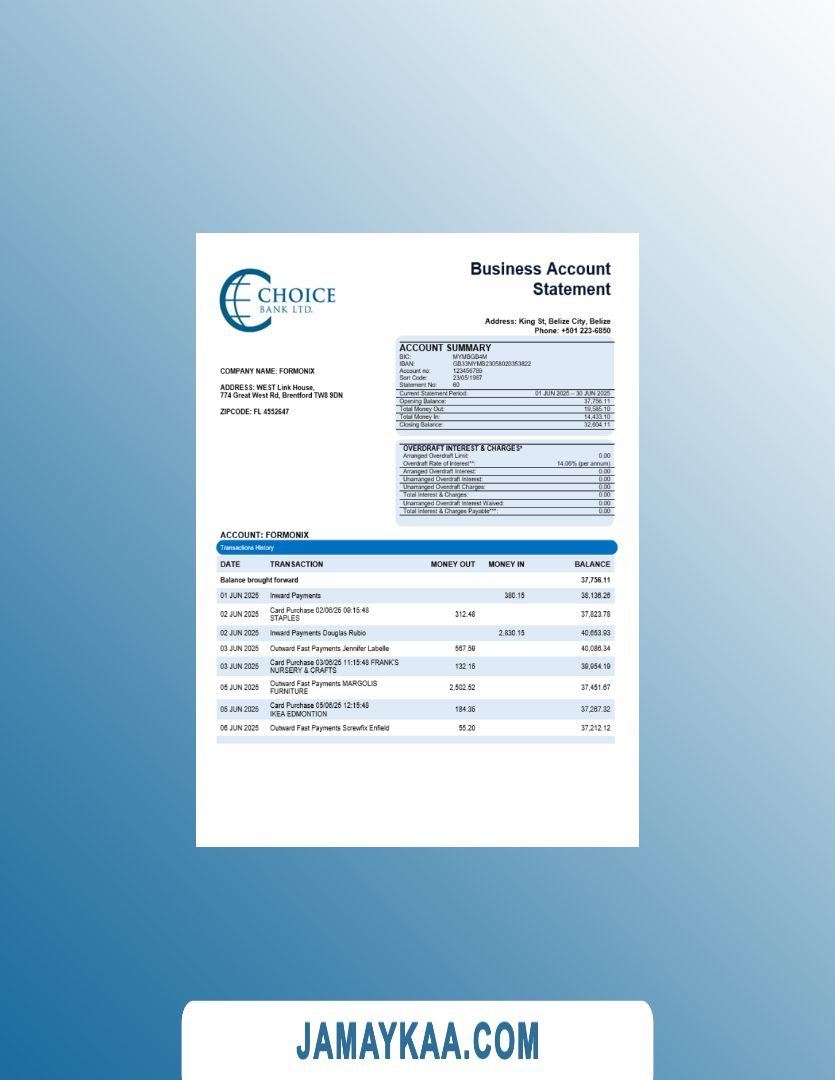 CHOICE
BANK LTD.
Business Account
Statement
Address: King St, Belize City, Belize
Phone: +501 223-6850
COMPANY NAME: FORMONIX
ADDRESS: WEST Link House,
774 Great West Rd, Brentford TW8 9DN
ZIPCODE: FL 4552647
ACCOUNT SUMMARY
BIC: MYMBGB4M
IBAN: GB33MYMB23058020353822
Account no: 123456789
Sort Code: 23/05/1987
Statement No: 60
Current Statement Period: 01 JUN 2025 – 30 JUN 2025
Opening Balance: 37,756.11
Total Money Out: 19,585.10
Total Money In: 14,433.10
Closing Balance: 32,604.11
OVERDRAFT INTEREST & CHARGES*
Arranged Overdraft Limit: 0.00
Overdraft Rate of Interest**: 14.06% (per annum)
Arranged Overdraft Interest: 0.00
Unarranged Overdraft Interest: 0.00
Unarranged Overdraft Charges: 0.00
Total Interest & Charges: 0.00
Unarranged Overdraft Interest Waived: 0.00
Total Interest & Charges Payable***: 0.00
ACCOUNT: FORMONIX
Transactions History
DATE TRANSACTION MONEY OUT MONEY IN BALANCE
Balance brought forward 37,756.11
01 JUN 2025 Inward Payments 380.15 38,136.26
02 JUN 2025 Card Purchase 02/06/25 09:15:48 312.48 37,823.78
STAPLES
02 JUN 2025 Inward Payments Douglas Rubio 2,830.15 40,653.93
03 JUN 2025 Outward Fast Payments Jennifer Labelle 567.59 40,086.34
03 JUN 2025 Card Purchase 03/06/25 11:15:48 FRANK'S 132.15 39,954.19
NURSERY & CRAFTS
05 JUN 2025 Outward Fast Payments MARGOLIS 2,502.52 37,451.67
FURNITURE
05 JUN 2025 Card Purchase 05/06/25 12:15:48 184.35 37,267.32
IKEA EDMONTION
06 JUN 2025 Outward Fast Payments Screwfix Enfield 55.20 37,212.12
JAMAYKAA.COM